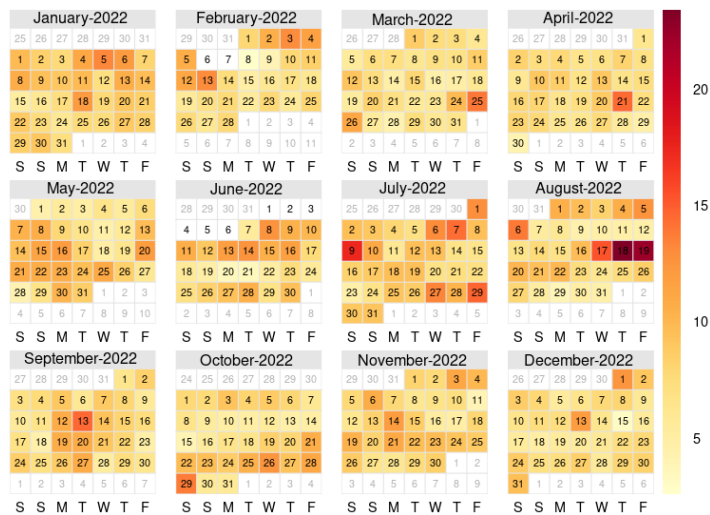 January-2022
25 26 27 28 29 30 31
1 2 3 4 5 6 7
8 9 10 11 12 13 14
15 16 17 18 19 20 21
22 23 24 25 26 27 28
29 30 31 1 2 3 4
S S M T W T F
February-2022
29 30 31 1 2 3 4
5 6 7 8 9 10 11
12 13 14 15 16 17 18
19 20 21 22 23 24 25
26 27 28 1 2 3 4
5 6 7 8 9 10 11
S S M T W T F
March-2022
26 27 28 1 2 3 4
5 6 7 8 9 10 11
12 13 14 15 16 17 18
19 20 21 22 23 24 25
26 27 28 29 30 31 1
2 3 4 5 6 7 8
S S M T W T F
April-2022
26 27 28 29 30 31 1
2 3 4 5 6 7 8
9 10 11 12 13 14 15
16 17 18 19 20 21 22
23 24 25 26 27 28 29
30 1 2 3 4 5 6
S S M T W T F
May-2022
30 1 2 3 4 5 6
7 8 9 10 11 12 13
14 15 16 17 18 19 20
21 22 23 24 25 26 27
28 29 30 31 1 2 3
4 5 6 7 8 9 10
S S M T W T F
June-2022
28 29 30 31 1 2 3
4 5 6 7 8 9 10
11 12 13 14 15 16 17
18 19 20 21 22 23 24
25 26 27 28 29 30 1
2 3 4 5 6 7 8
S S M T W T F
July-2022
25 26 27 28 29 30 1
2 3 4 5 6 7 8
9 10 11 12 13 14 15
16 17 18 19 20 21 22
23 24 25 26 27 28 29
30 31 1 2 3 4 5
S S M T W T F
August-2022
30 31 1 2 3 4 5
6 7 8 9 10 11 12
13 14 15 16 17 18 19
20 21 22 23 24 25 26
27 28 29 30 31 1 2
3 4 5 6 7 8 9
S S M T W T F
September-2022
27 28 29 30 31 1 2
3 4 5 6 7 8 9
10 11 12 13 14 15 16
17 18 19 20 21 22 23
24 25 26 27 28 29 30
1 2 3 4 5 6 7
S S M T W T F
October-2022
24 25 26 27 28 29 30
1 2 3 4 5 6 7
8 9 10 11 12 13 14
15 16 17 18 19 20 21
22 23 24 25 26 27 28
29 30 31 1 2 3 4
S S M T W T F
November-2022
29 30 31 1 2 3 4
5 6 7 8 9 10 11
12 13 14 15 16 17 18
19 20 21 22 23 24 25
26 27 28 29 30 1 2
3 4 5 6 7 8 9
S S M T W T F
December-2022
26 27 28 29 30 1 2
3 4 5 6 7 8 9
10 11 12 13 14 15 16
17 18 19 20 21 22 23
24 25 26 27 28 29 30
31 1 2 3 4 5 6
S S M T W T F
20
15
10
5